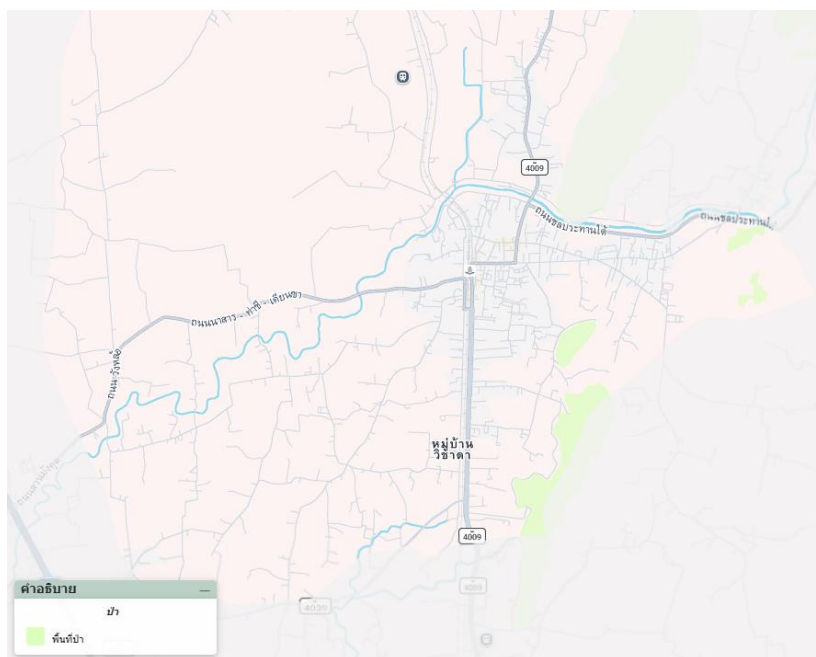 4009
ถนนชลประทานใต้
ถนนชลประทานใ
ถนนนาสาร - ท่าชี - เคียนซา
ถนน วังหล้อ
หมู่บ้าน
วิชาดา
4009
4009
4009
คำอธิบาย
ป่า
พื้นที่ป่า